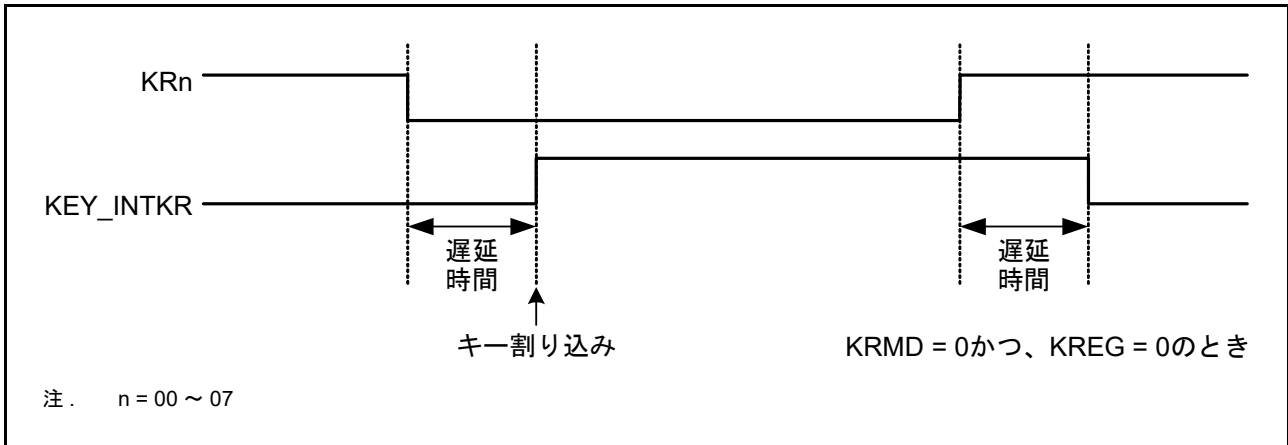 KRn
KEY_INTKR
遅延
時間
遅延
時間
キー割り込み
KRMD = 0かつ、KREG = 0のとき
注 . n = 00 ～ 07